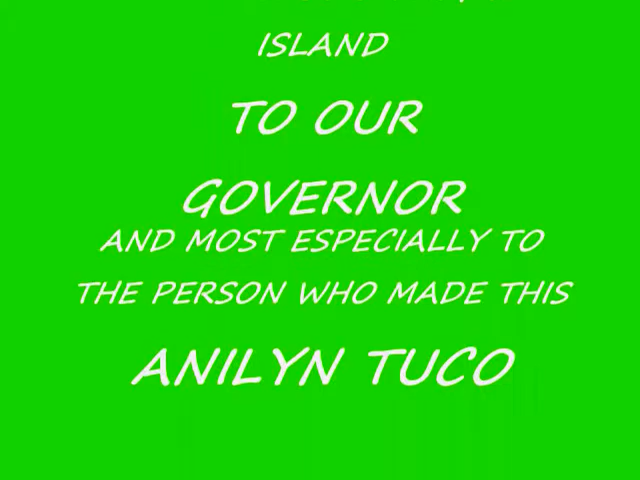 ISLAND
TO OUR
GOVERNOR
AND MOST ESPECIALLY TO
THE PERSON WHO MADE THIS
ANILYN TUCO